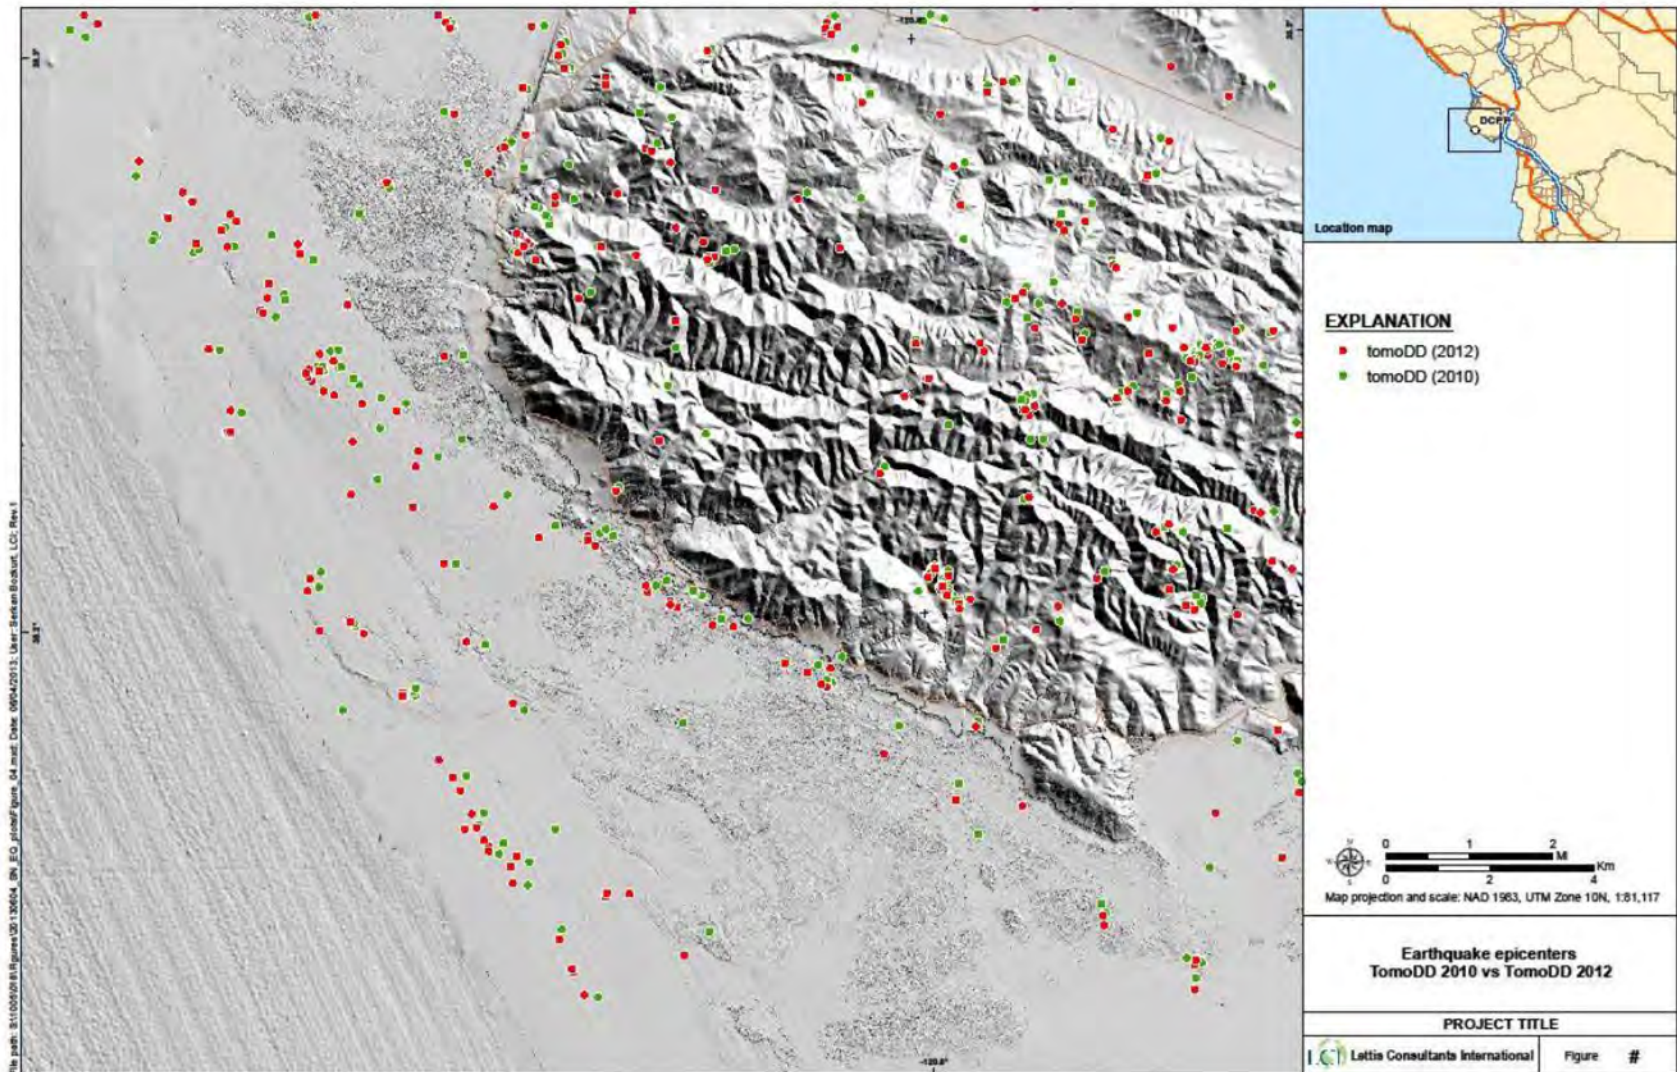 DCPP
Location map
EXPLANATION
tomoDD (2012)
tomoDD (2010)
0 1 2
MI
Km
0 2 4
Map projection and scale: NAD 1983, UTM Zone 10N, 1:81,117
Earthquake epicenters
TomoDD 2010 vs TomoDD 2012
PROJECT TITLE
LCI Lettis Consultants International Figure #